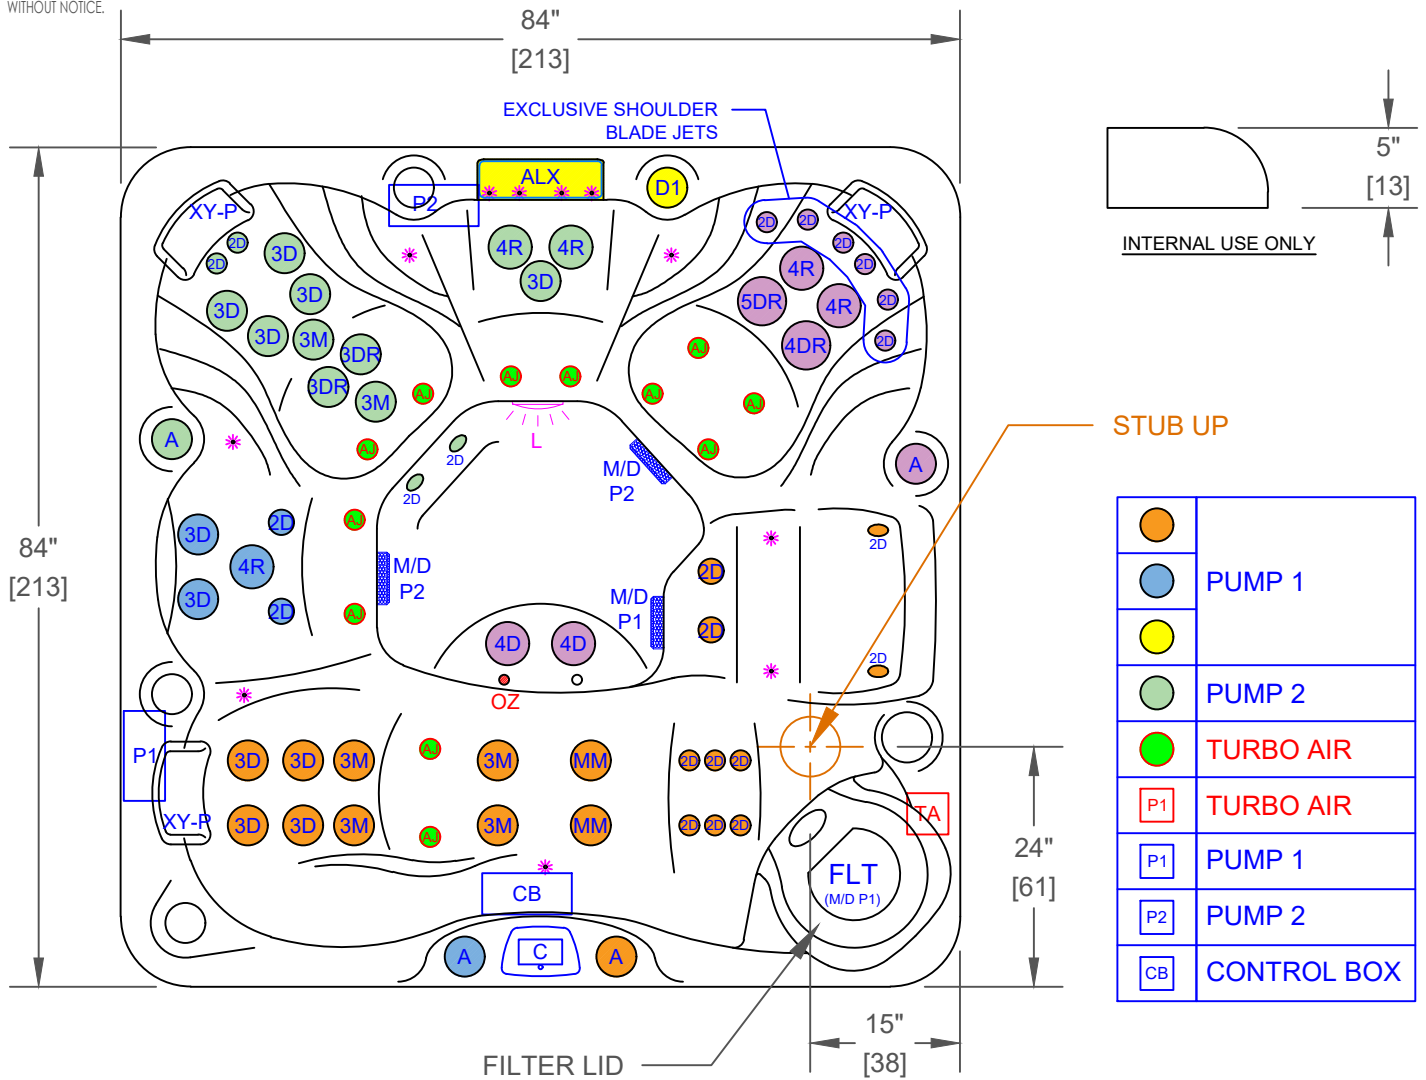 WITHOUT NOTICE.
84"
[213]
EXCLUSIVE SHOULDER
BLADE JETS
5"
[13]
INTERNAL USE ONLY
ALX
D1
P2
XY-P
XY-P
2D
2D
3D
4R
4R
3D
2D
2D
2D
2D
2D
2D
4R
5DR
4R
4DR
3D
3D
3D
3M
3DR
3DR
3M
AJ
AJ
AJ
AJ
AJ
AJ
AJ
AJ
L
STUB UP
A
A
2D
2D
M/D
P2
84"
[213]
3D
4R
3D
2D
2D
AJ
AJ
M/D
P2
M/D
P1
2D
2D
2D
2D
4D
4D
OZ
PUMP 1
PUMP 2
TURBO AIR
P1
TURBO AIR
P1
PUMP 1
P2
PUMP 2
CB
CONTROL BOX
P1
XY-P
3D
3D
3M
AJ
3M
MM
2D
2D
2D
3D
3D
3M
AJ
3M
MM
2D
2D
2D
TA
FLT
(M/D P1)
24"
[61]
CB
A
C
A
15"
[38]
FILTER LID